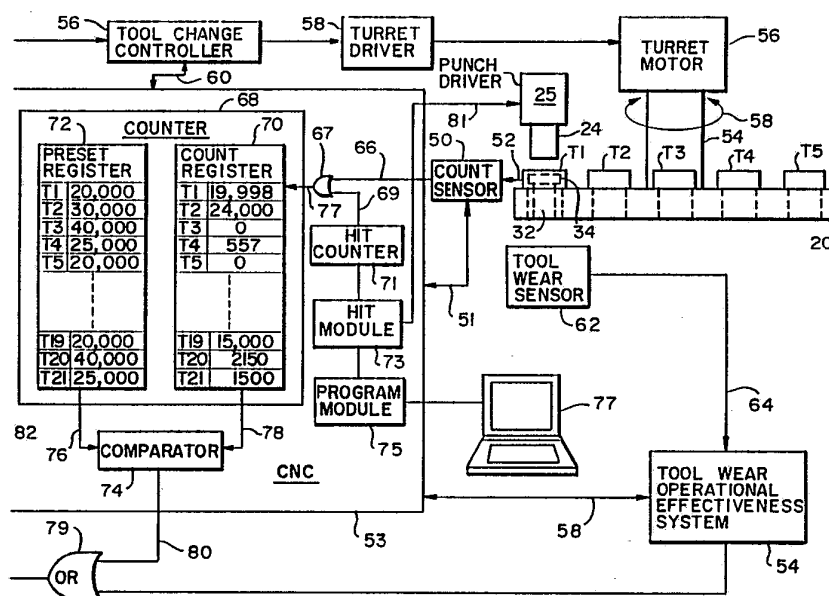 56
TOOL CHANGE
CONTROLLER
60
58
TURRET
DRIVER
TURRET
MOTOR
56
58
54
PUNCH
DRIVER
25
81
24
68
COUNTER
72
PRESET
REGISTER
T1 20,000
T2 30,000
T3 40,000
T4 25,000
T5 20,000
T19 20,000
T20 40,000
T21 25,000
70
COUNT
REGISTER
T1 19,998
T2 24,000
T3 0
T4 557
T5 0
T19 15,000
T20 2150
T21 1500
67
77
66
69
50
COUNT
SENSOR
52
T1
T2
T3
T4
T5
32
34
20
HIT
COUNTER
71
51
HIT
MODULE
73
PROGRAM
MODULE
75
77
TOOL
WEAR
SENSOR
62
64
82
76
78
COMPARATOR
74
CNC
53
58
TOOL WEAR
OPERATIONAL
EFFECTIVENESS
SYSTEM
54
79
OR
80